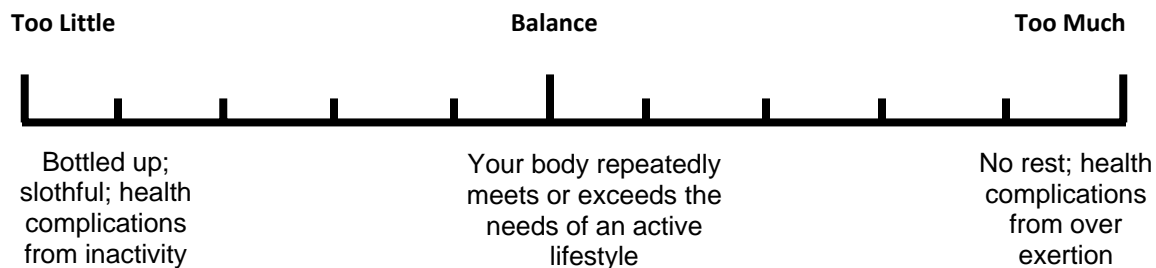 Too Little
Balance
Too Much
Bottled up;
slothful; health
complications
from inactivity
Your body repeatedly
meets or exceeds the
needs of an active
lifestyle
No rest; health
complications
from over
exertion